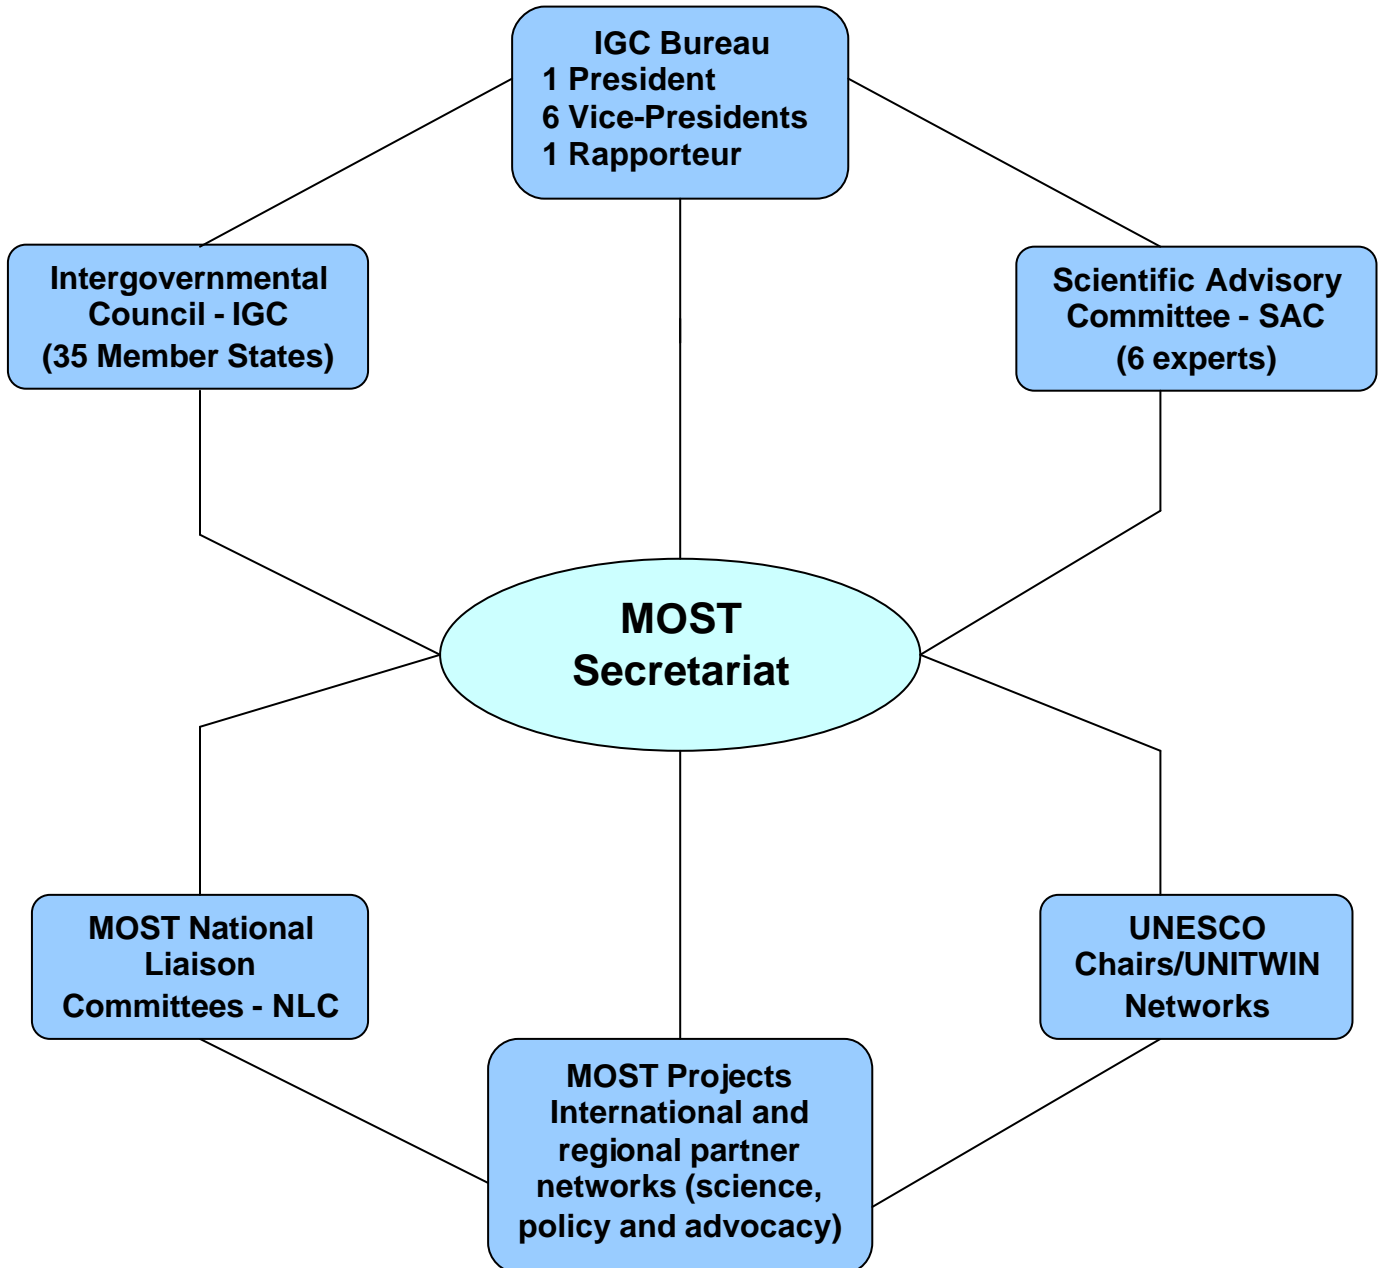 IGC Bureau
1 President
6 Vice-Presidents
1 Rapporteur
Intergovernmental
Council - IGC
(35 Member States)
Scientific Advisory
Committee - SAC
(6 experts)
MOST
Secretariat
MOST National
Liaison
Committees - NLC
UNESCO
Chairs/UNITWIN
Networks
MOST Projects
International and
regional partner
networks (science,
policy and advocacy)